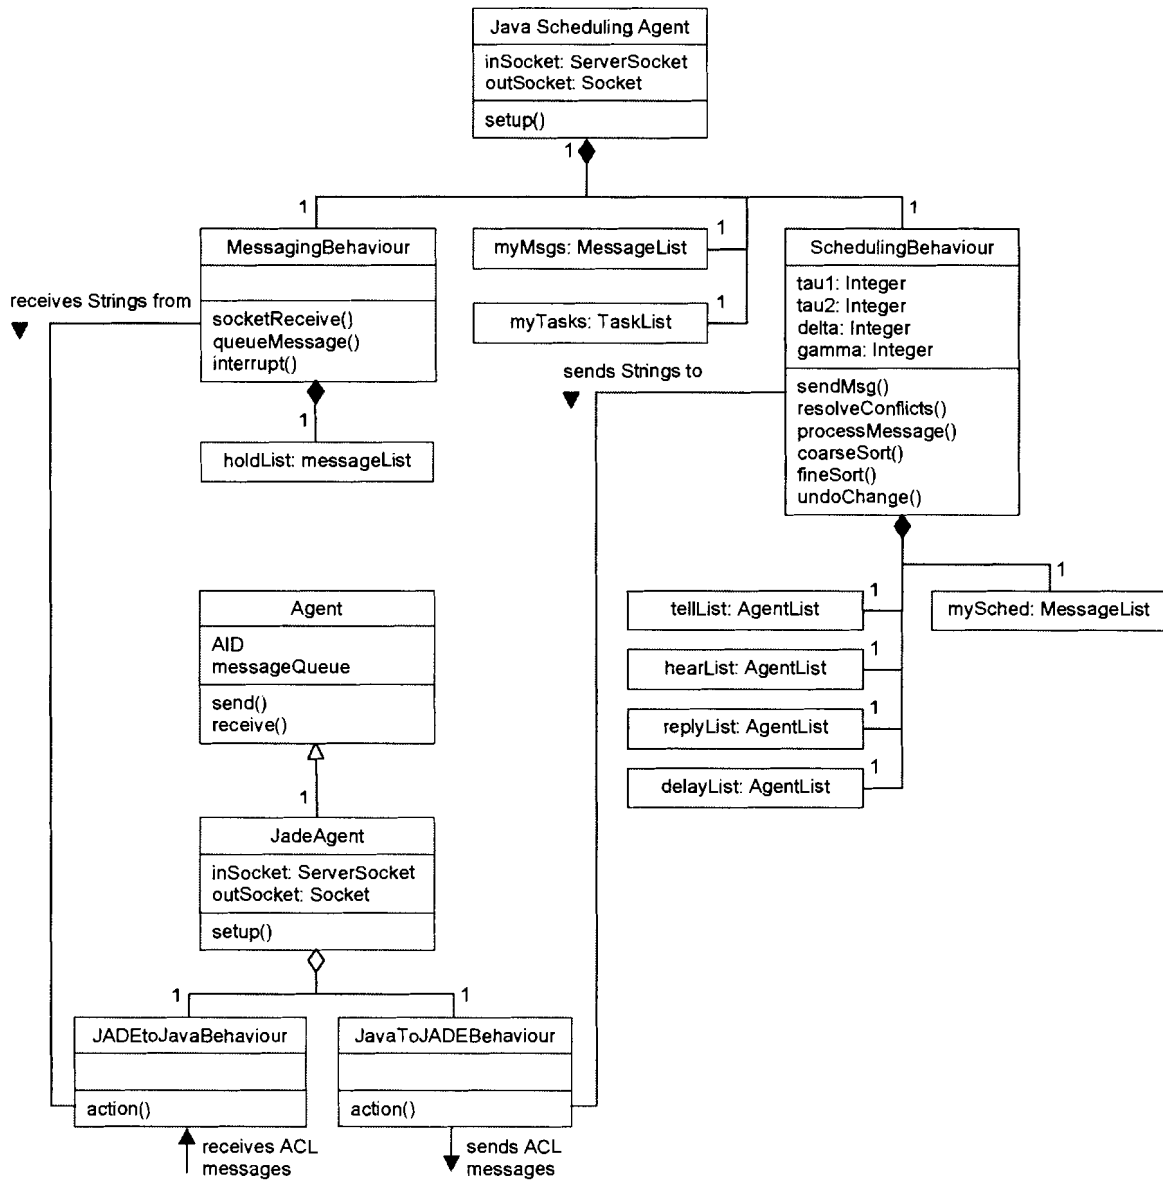 Java Scheduling Agent
inSocket: ServerSocket
outSocket: Socket
setup()
1
1
MessagingBehaviour
socketReceive()
queueMessage()
interrupt()
1
holdList: messageList
receives Strings from
1
myMsgs: MessageList
1
myTasks: TaskList
1
SchedulingBehaviour
tau1: Integer
tau2: Integer
delta: Integer
gamma: Integer
sendMsg()
resolveConflicts()
processMessage()
coarseSort()
fineSort()
undoChange()
sends Strings to
1
tellList: AgentList
1
hearList: AgentList
1
replyList: AgentList
1
delayList: AgentList
1
mySched: MessageList
Agent
AID
messageQueue
send()
receive()
1
JadeAgent
inSocket: ServerSocket
outSocket: Socket
setup()
1
JADEtoJavaBehaviour
action()
receives ACL
messages
1
JavaToJADEBehaviour
action()
sends ACL
messages